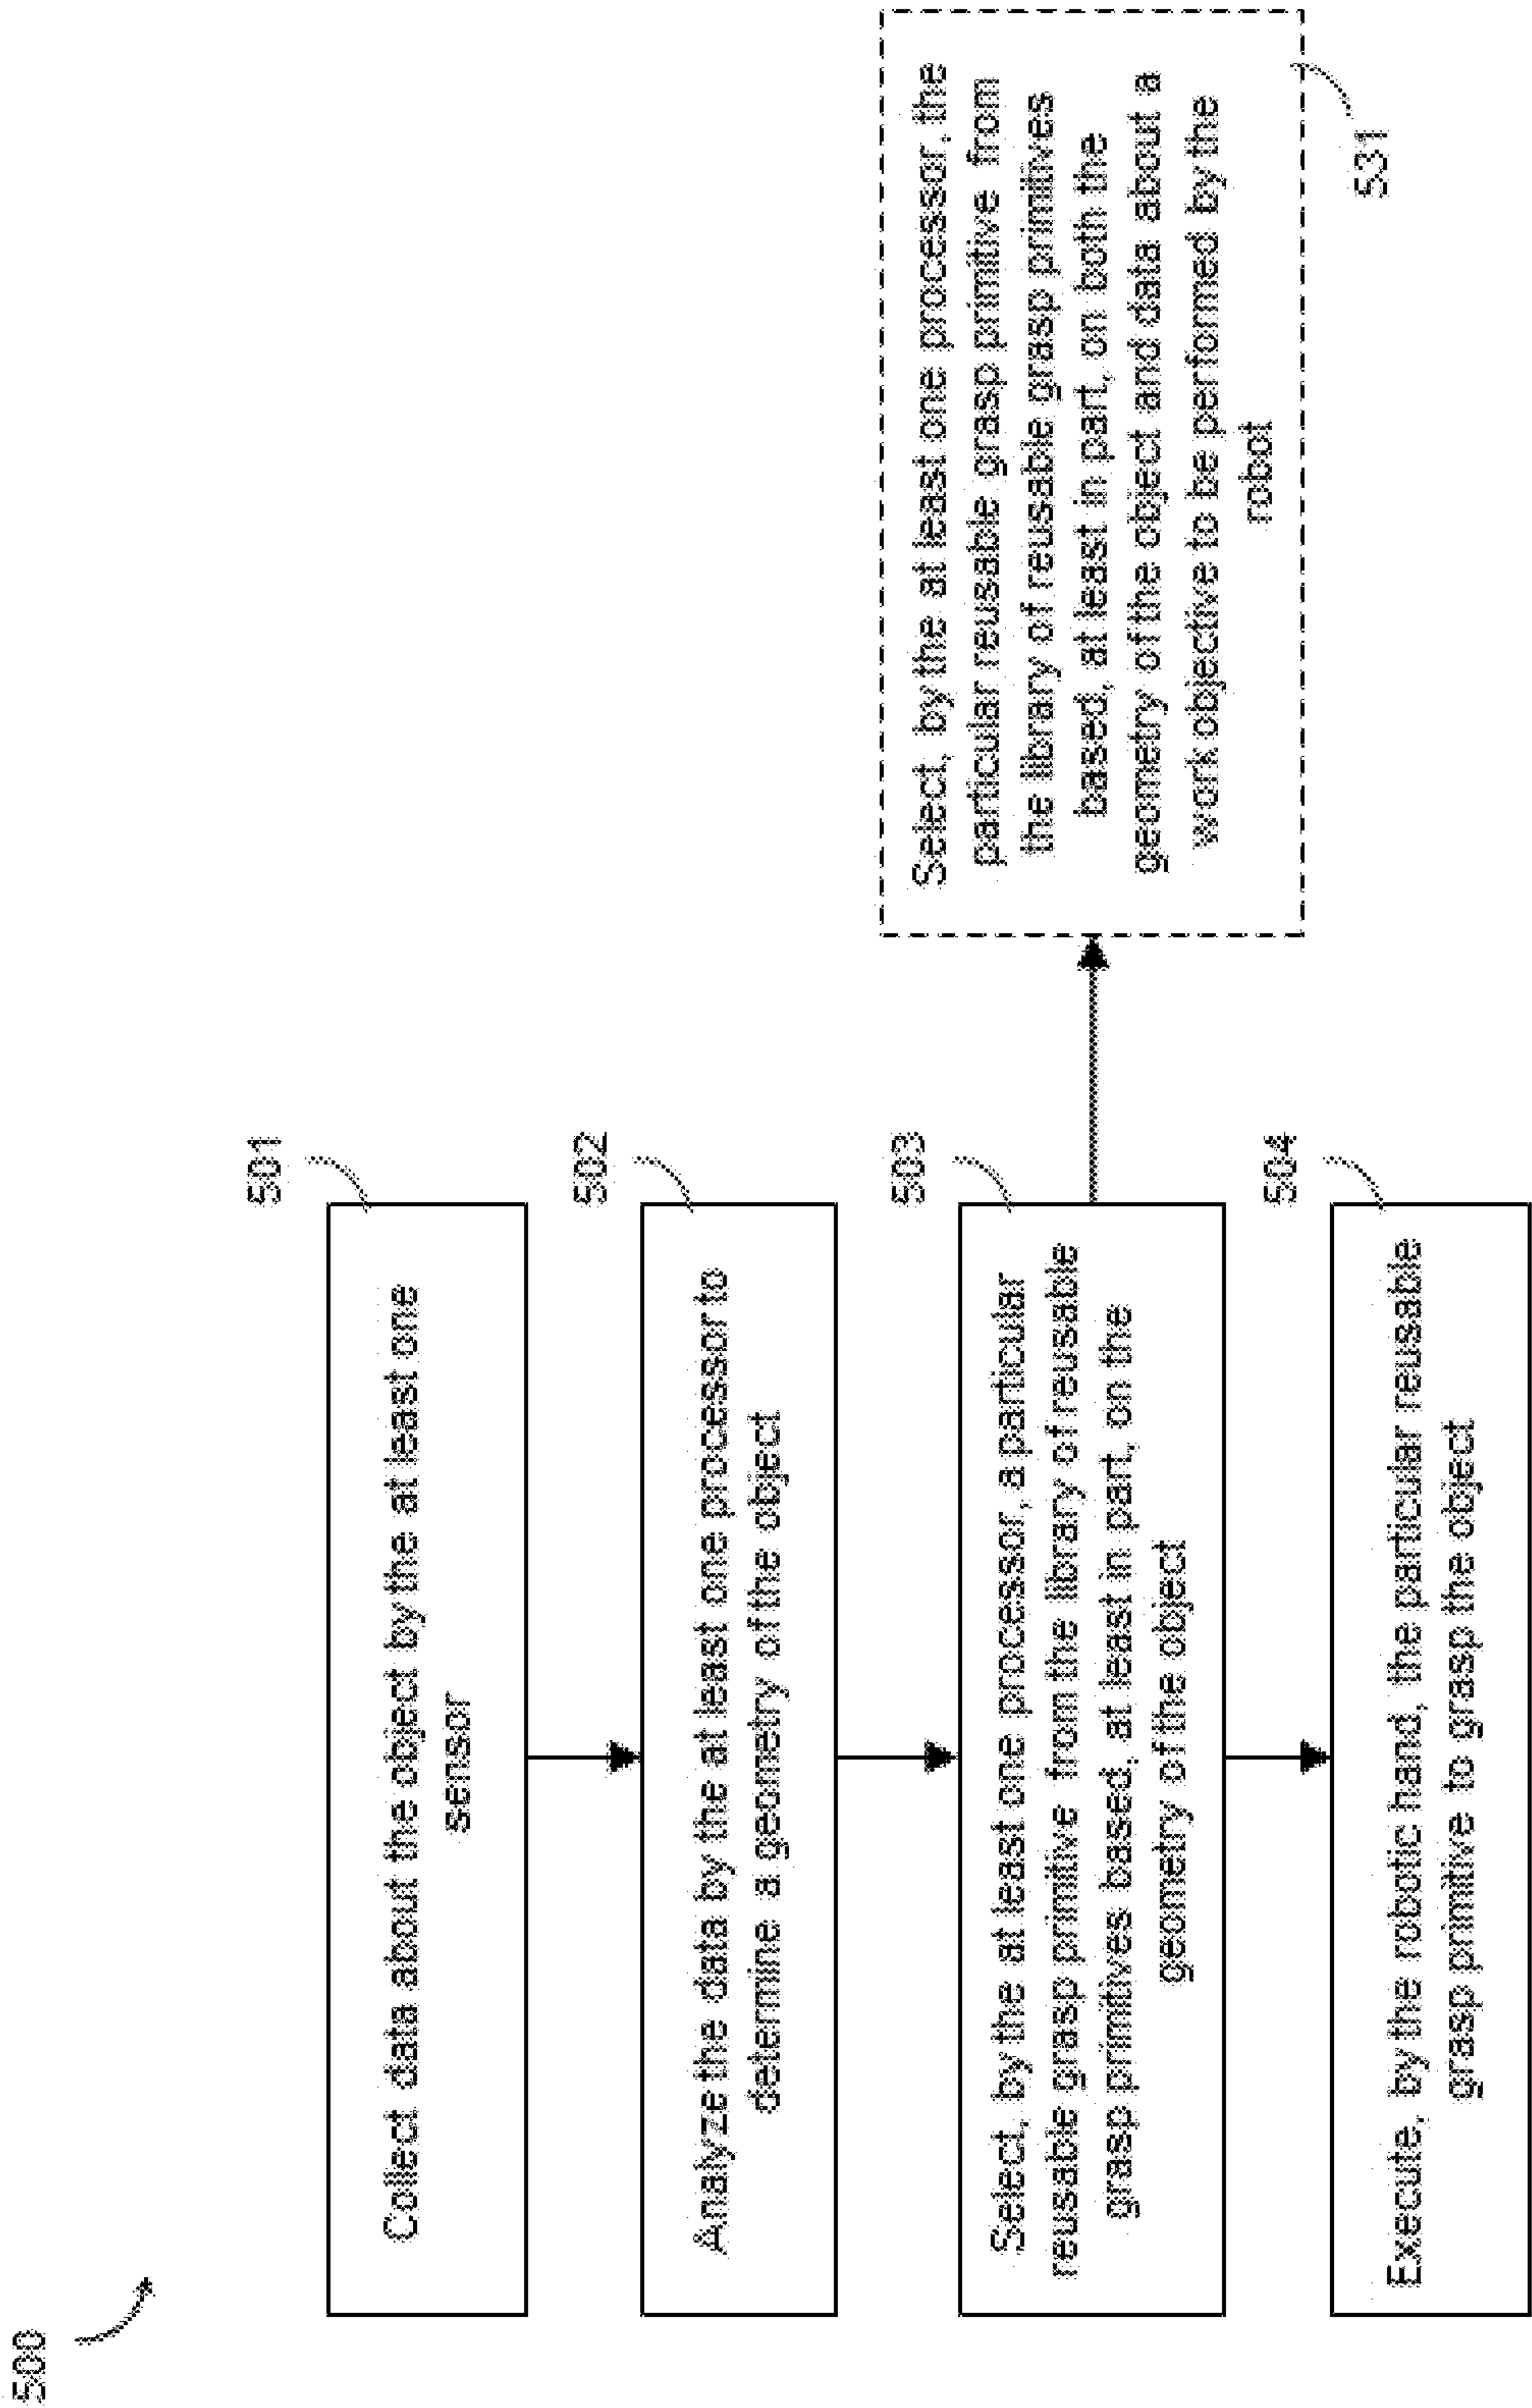 500
501
Collect data about the object by the at least one
sensor
502
Analyze the data by the at least one processor to
determine a geometry of the object
503
Select, by the at least one processor, a particular
reusable grasp primitive from the library of reusable
grasp primitives based, at least in part, on the
geometry of the object
Select, by the at least one processor, the
particular reusable grasp primitive from
the library of reusable grasp primitives
based, at least in part, on both the
geometry of the object and data about a
work objective to be performed by the
robot
531
504
Execute, by the robotic hand, the particular reusable
grasp primitive to grasp the object